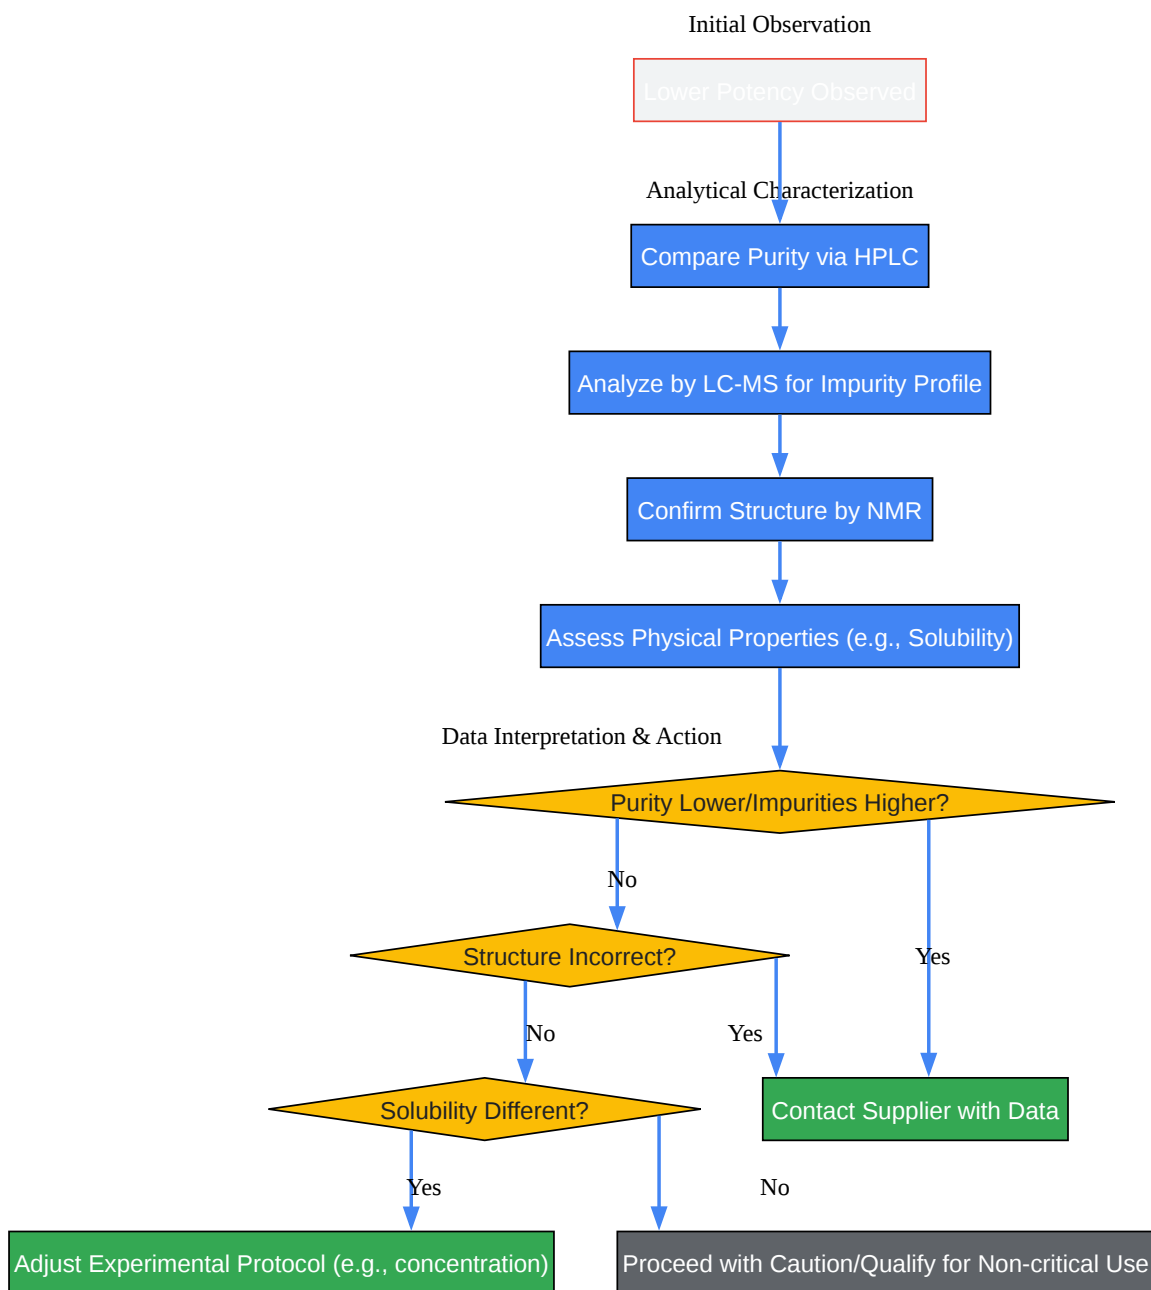 Initial Observation
Lower Potency Observed
Analytical Characterization
Compare Purity via HPLC
Analyze by LC-MS for Impurity Profile
Confirm Structure by NMR
Assess Physical Properties (e.g., Solubility)
Data Interpretation & Action
Purity Lower/Impurities Higher?
No
Structure Incorrect?
Yes
No
Yes
Solubility Different?
Contact Supplier with Data
Yes
No
Adjust Experimental Protocol (e.g., concentration)
Proceed with Caution/Qualify for Non-critical Use